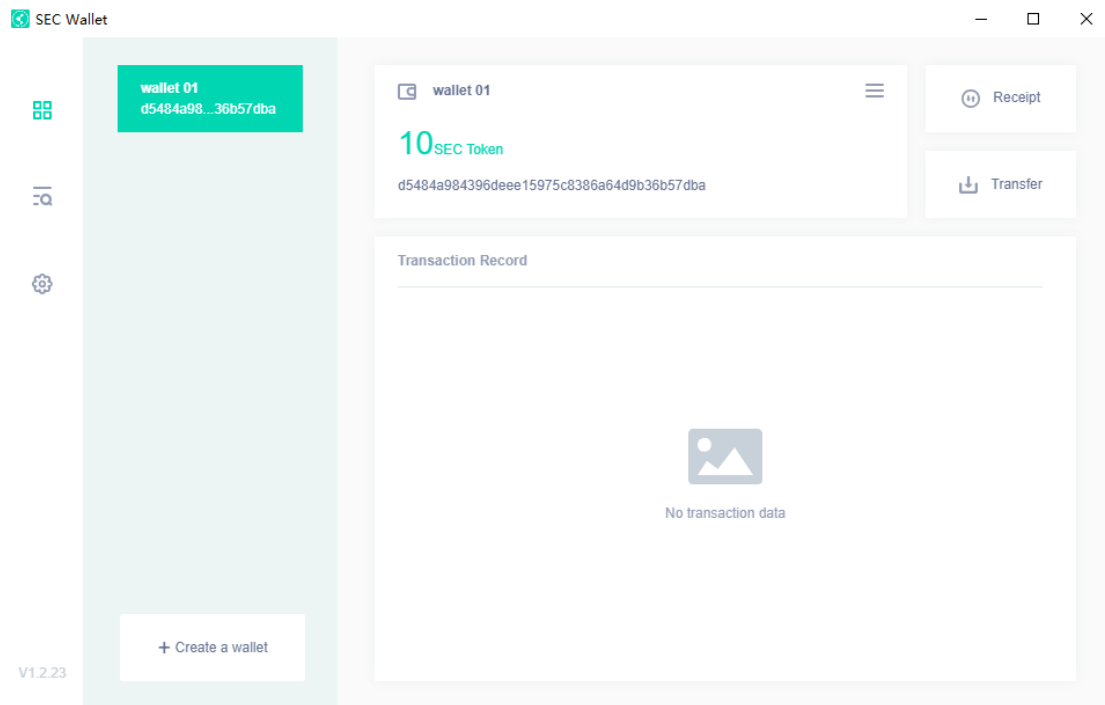 SEC Wallet
wallet 01
d5484a98...36b57dba
wallet 01
10SEC Token
d5484a984396deee15975c8386a64d9b36b57dba
Receipt
Transfer
Transaction Record
No transaction data
+ Create a wallet
V1.2.23